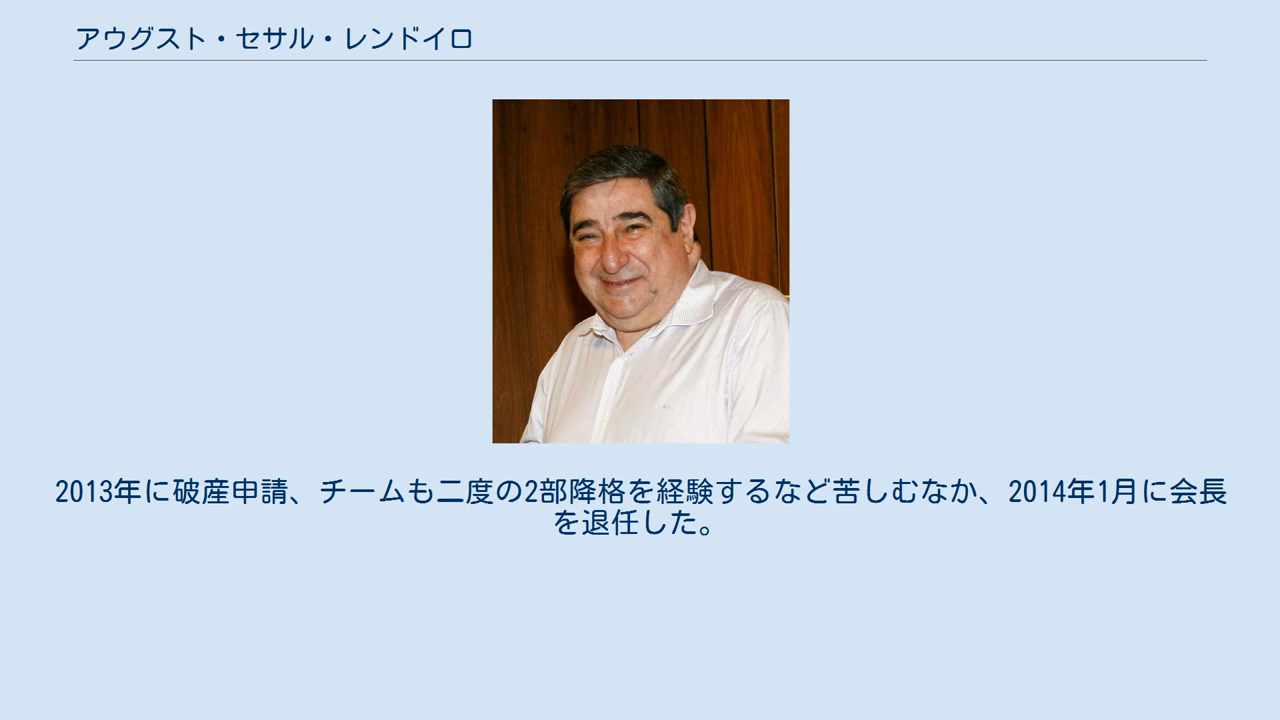 アウグスト・セサル・レンドイロ
2013年に破産申請、チームも二度の2部降格を経験するなど苦しむなか、2014年1月に会長
を退任した。